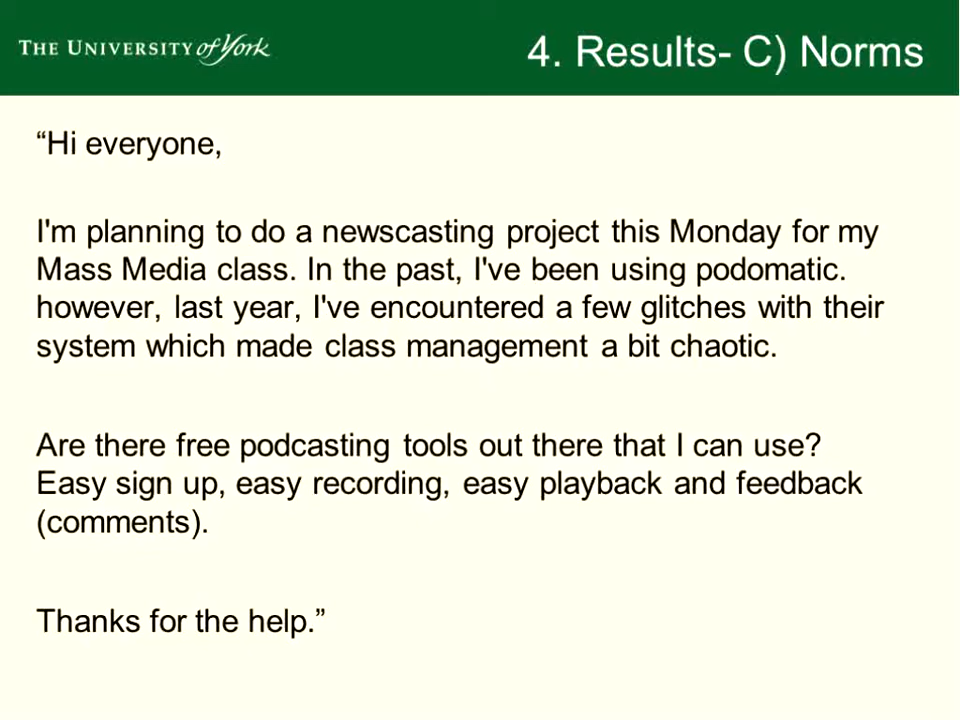 THE UNIVERSITY of York
4. Results- C) Norms
“Hi everyone,
I'm planning to do a newscasting project this Monday for my
Mass Media class. In the past, I've been using podomatic.
however, last year, I've encountered a few glitches with their
system which made class management a bit chaotic.
Are there free podcasting tools out there that I can use?
Easy sign up, easy recording, easy playback and feedback
(comments).
Thanks for the help.”